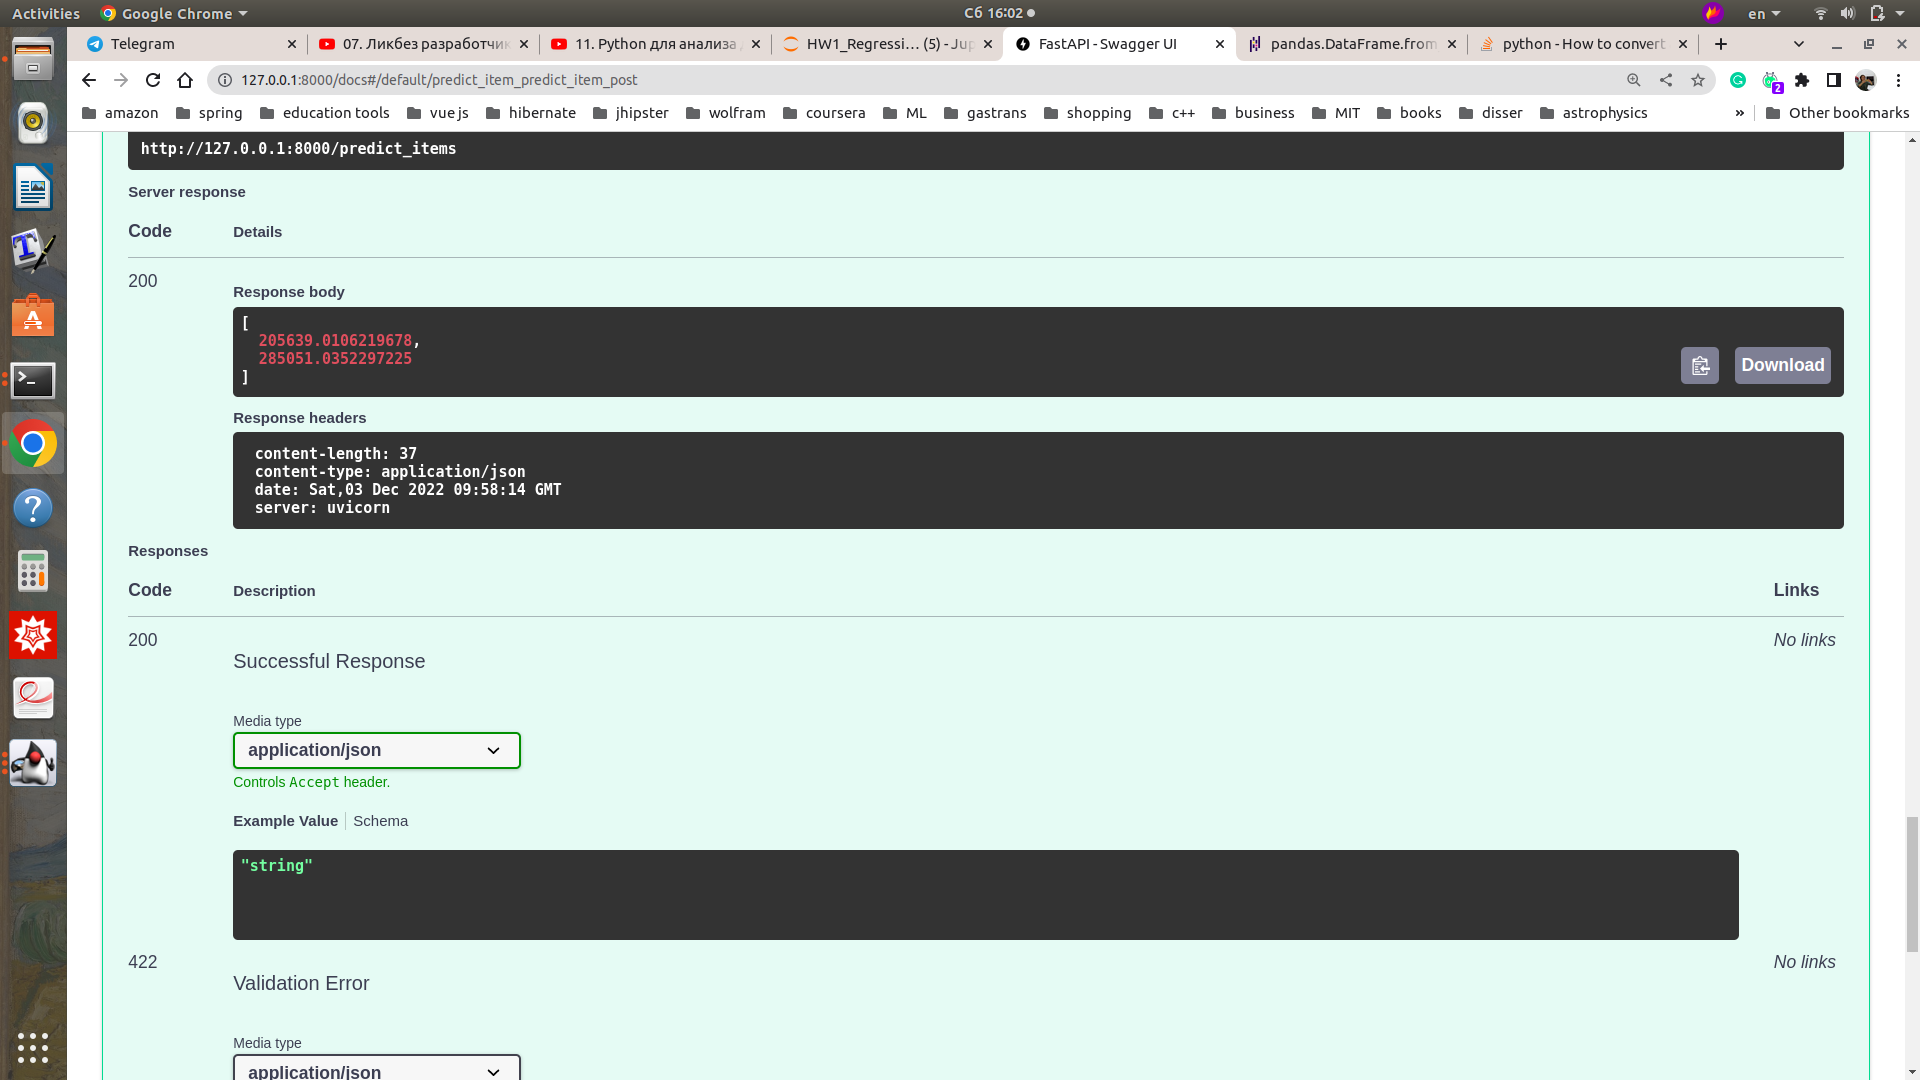 Activities
Google Chrome
Сб 16:02
en
Telegram
07. Ликбез разработчик
11. Python для анализа
HW1_Regressi… (5) - Jup
FastAPI - Swagger UI
pandas.DataFrame.from
python - How to convert
127.0.0.1:8000/docs#/default/predict_item_predict_item_post
2
amazon
spring
education tools
vue js
hibernate
jhipster
wolfram
coursera
ML
gastrans
shopping
c++
business
MIT
books
disser
astrophysics
»
Other bookmarks
http://127.0.0.1:8000/predict_items
Server response
Code Details
200
Response body
[
205639.0106219678,
285051.0352297225
]
Download
Response headers
content-length: 37
content-type: application/json
date: Sat,03 Dec 2022 09:58:14 GMT
server: uvicorn
Responses
Code Description Links
200 No links
Successful Response
Media type
application/json
Controls Accept header.
Example Value Schema
"string"
422 No links
Validation Error
Media type
application/json